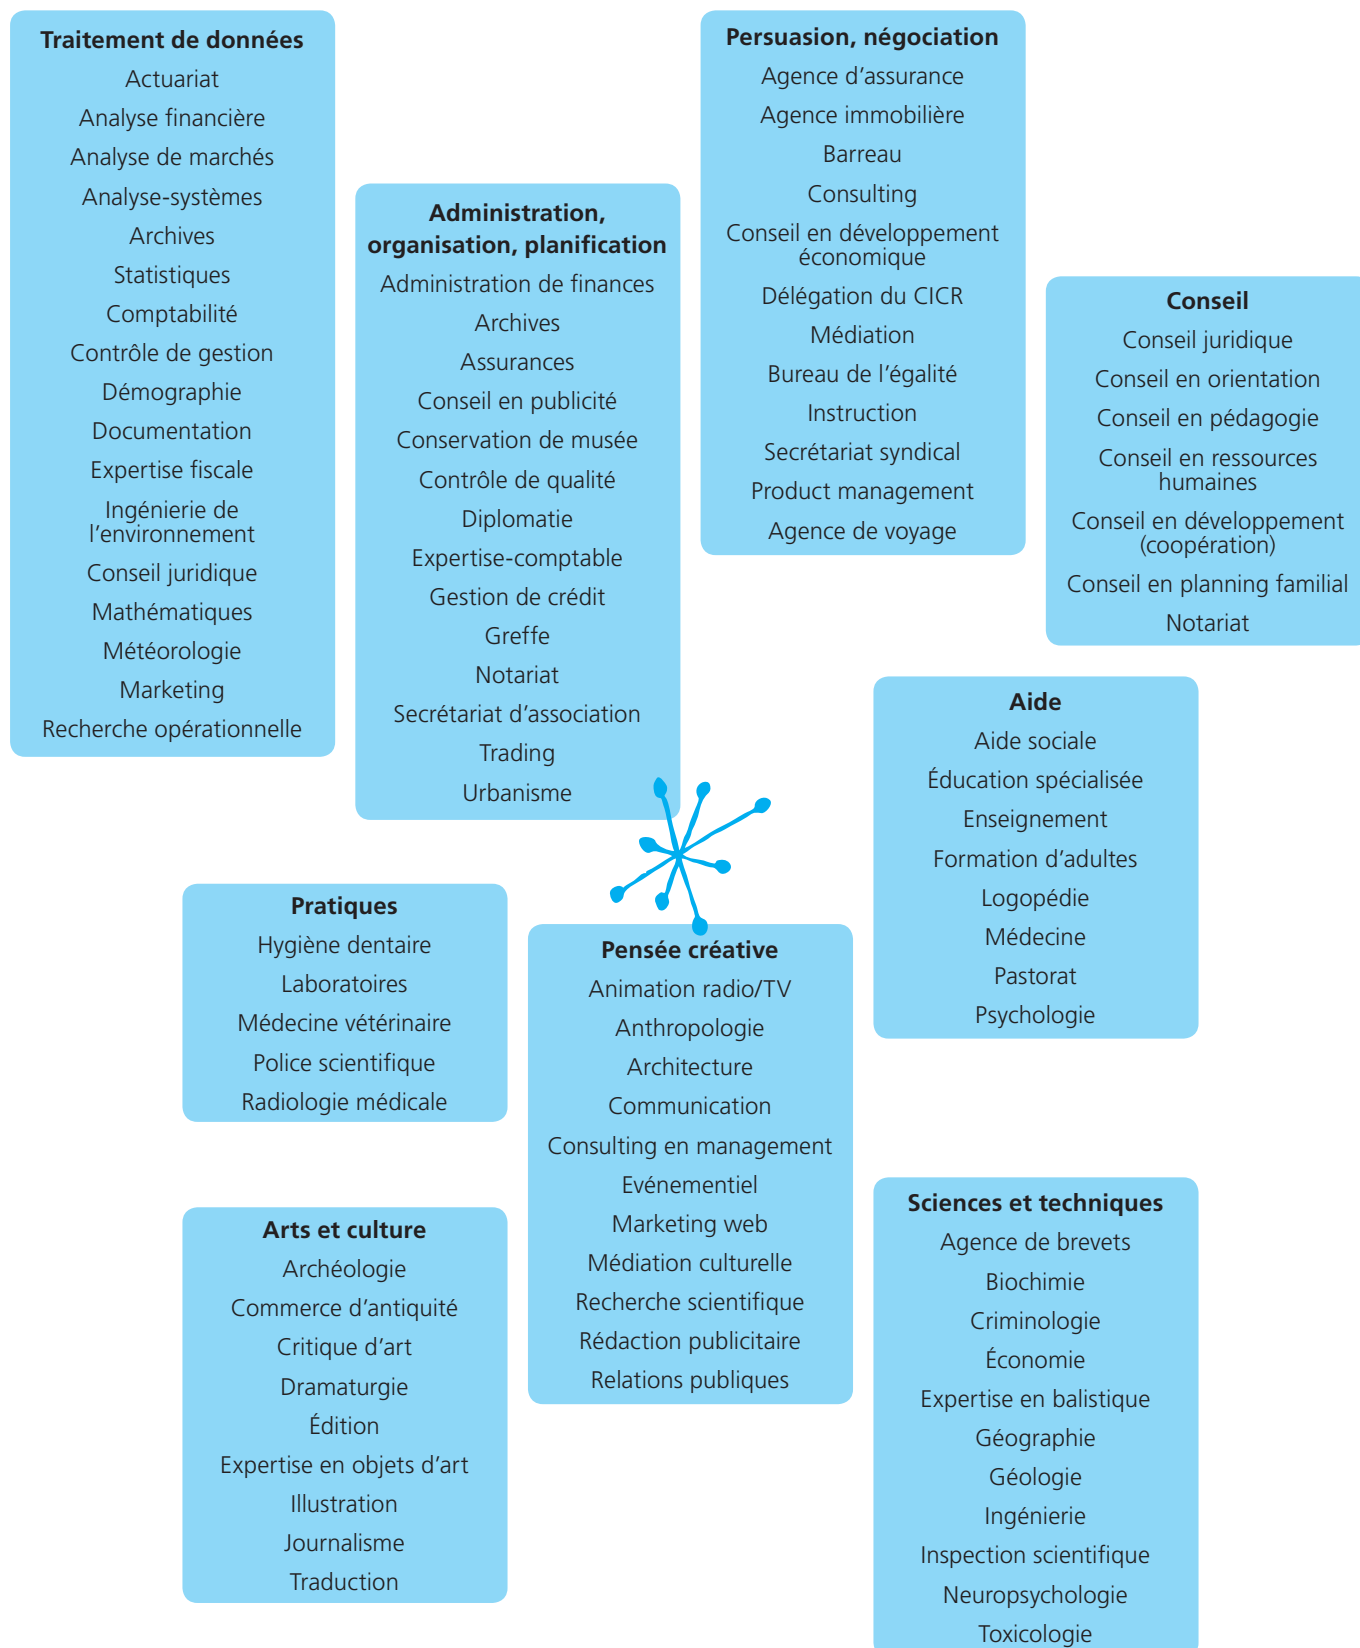 Traitement de données
Actuariat
Analyse financière
Analyse de marchés
Analyse-systèmes
Archives
Statistiques
Comptabilité
Contrôle de gestion
Démographie
Documentation
Expertise fiscale
Ingénierie de
l’environnement
Conseil juridique
Mathématiques
Météorologie
Marketing
Recherche opérationnelle
Administration,
organisation, planification
Administration de finances
Archives
Assurances
Conseil en publicité
Conservation de musée
Contrôle de qualité
Diplomatie
Expertise-comptable
Gestion de crédit
Greffe
Notariat
Secrétariat d’association
Trading
Urbanisme
Persuasion, négociation
Agence d’assurance
Agence immobilière
Barreau
Consulting
Conseil en développement
économique
Délégation du CICR
Médiation
Bureau de l’égalité
Instruction
Secrétariat syndical
Product management
Agence de voyage
Conseil
Conseil juridique
Conseil en orientation
Conseil en pédagogie
Conseil en ressources
humaines
Conseil en développement
(coopération)
Conseil en planning familial
Notariat
Aide
Aide sociale
Éducation spécialisée
Enseignement
Formation d’adultes
Logopédie
Médecine
Pastorat
Psychologie
Pratiques
Hygiène dentaire
Laboratoires
Médecine vétérinaire
Police scientifique
Radiologie médicale
Pensée créative
Animation radio/TV
Anthropologie
Architecture
Communication
Consulting en management
Evénementiel
Marketing web
Médiation culturelle
Recherche scientifique
Rédaction publicitaire
Relations publiques
Arts et culture
Archéologie
Commerce d’antiquité
Critique d’art
Dramaturgie
Édition
Expertise en objets d’art
Illustration
Journalisme
Traduction
Sciences et techniques
Agence de brevets
Biochimie
Criminologie
Économie
Expertise en balistique
Géographie
Géologie
Ingénierie
Inspection scientifique
Neuropsychologie
Toxicologie